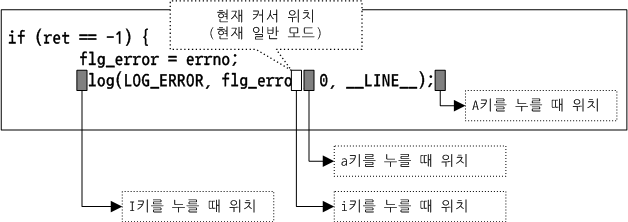 현재 커서 위치
(현재 일반 모드)
if (ret == -1) {
flg_error = errno;
log(LOG_ERROR, flg_erro 0, __LINE__);
A키를 누를 때 위치
a키를 누를 때 위치
I키를 누를 때 위치
i키를 누를 때 위치